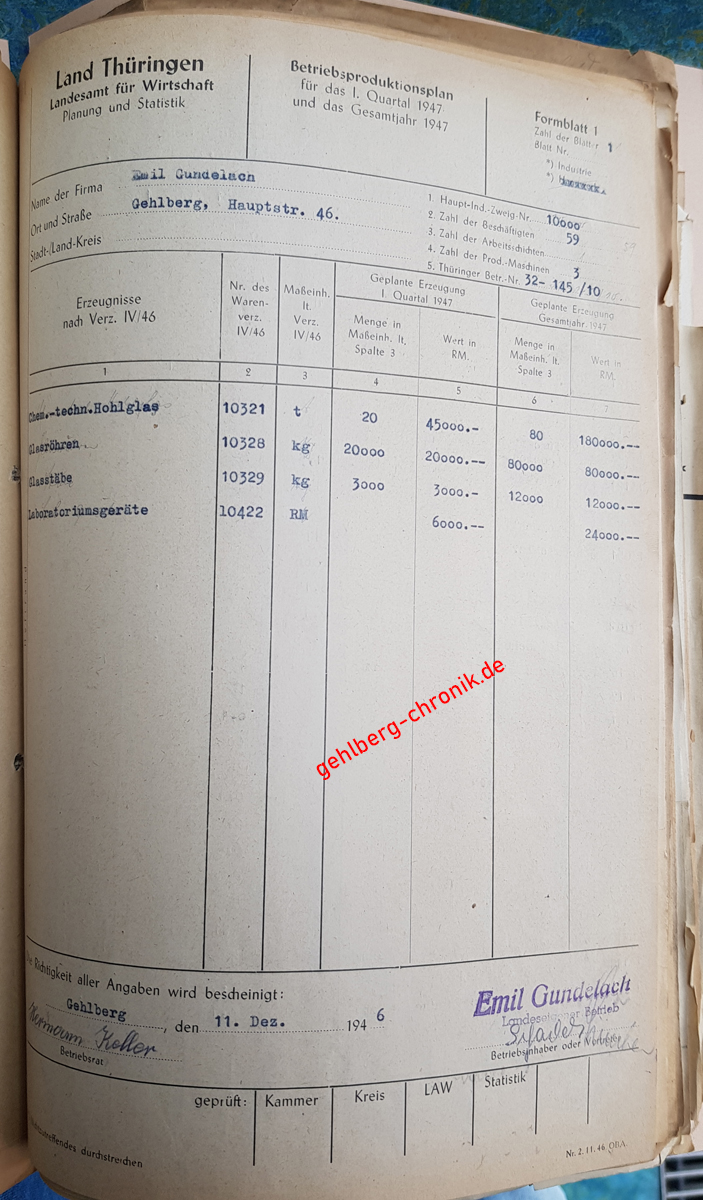 Land Thüringen
Landesamt für Wirtschaft
Planung und Statistik
Betriebsproduktionsplan
für das I. Quartal 1947
und das Gesamtjahr 1947
Formblatt 1
Zahl der Blätter 1
Blatt Nr.
*) Industrie
*)
Name der Firma Emil Gundelach
Ort und Straße Gehlberg, Hauptstr. 46.
Stadt-/Land-Kreis
1. Haupt-Ind.-Zweig-Nr. 10000
2. Zahl der Beschäftigten 59
3. Zahl der Arbeitsschichten
4. Zahl der Prod.-Maschinen 3
5. Thüringer Betr.-Nr. 32- 145 /10
Erzeugnisse
nach Verz. IV/46
Nr. des
Waren-
verz.
IV/46
Maßeinh.
lt.
Verz.
IV/46
Geplante Erzeugung
I. Quartal 1947
Menge in
Maßeinh. lt.
Spalte 3
Wert in
RM.
Geplante Erzeugung
Gesamtjahr 1947
Menge in
Maßeinh. lt.
Spalte 3
Wert in
RM.
1 2 3 4 5 6 7
Chem.-techn.Hohlglas 10321 t 20 45000.- 80 180000.--
Glasröhren 10328 kg 20000 20000.-- 80000 80000.--
Glasstäbe 10329 kg 3000 3000.- 12000 12000.--
Laboratoriumsgeräte 10422 RM 6000.-- 24000.--
gehlberg-chronik.de
Richtigkeit aller Angaben wird bescheinigt:
Gehlberg, den 11. Dez. 1946
Hermann Koller
Betriebsrat
Emil Gundelach
Landeseigener Betrieb
Betriebsinhaber oder Vertreter
geprüft: Kammer Kreis LAW Statistik
durchstreichen
Nr. 2. 11. 46. OBA.